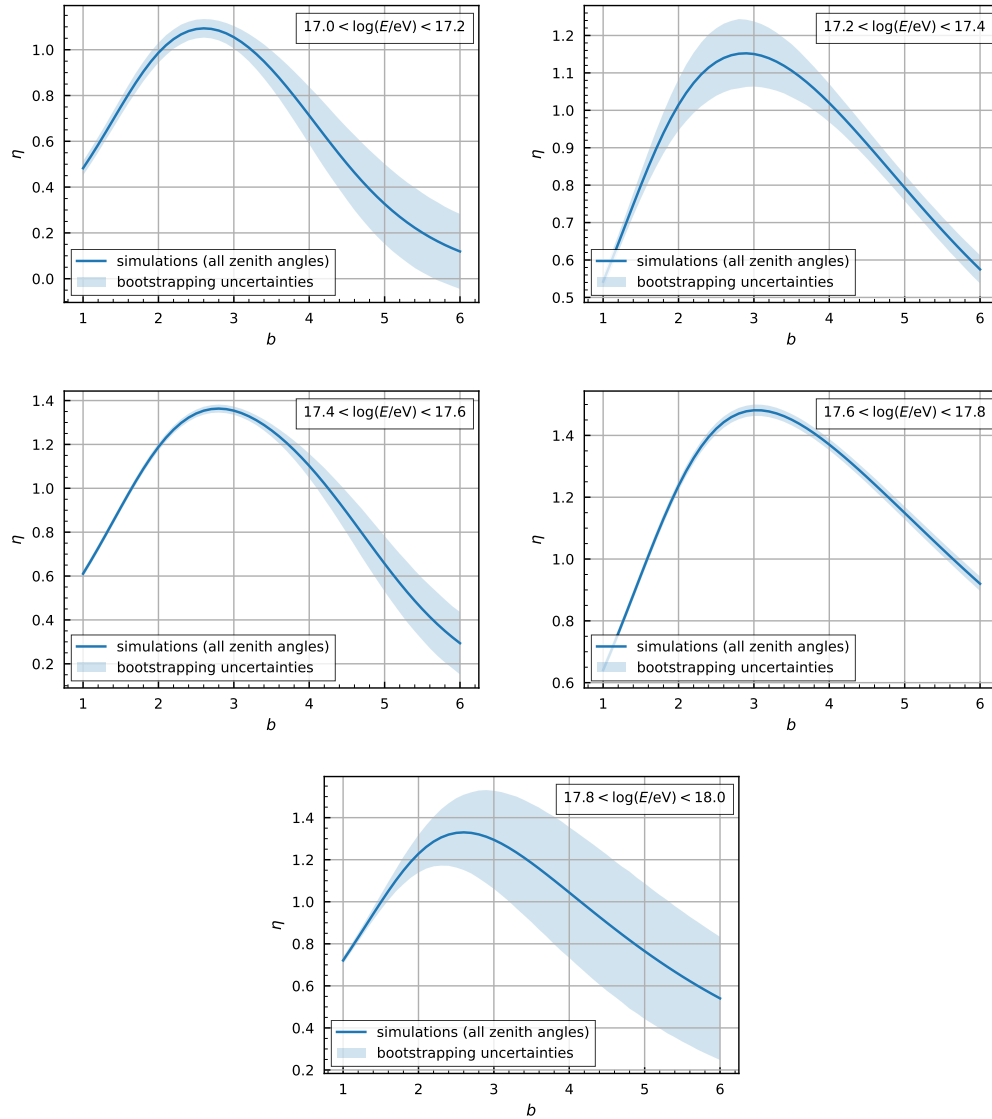 17.0 < log(E/eV) < 17.2
1.0
0.8
0.6
0.4
0.2
0.0
η
simulations (all zenith angles)
bootstrapping uncertainties
1 2 3 4 5 6
b
17.2 < log(E/eV) < 17.4
1.2
1.1
1.0
0.9
0.8
0.7
0.6
0.5
η
simulations (all zenith angles)
bootstrapping uncertainties
1 2 3 4 5 6
b
17.4 < log(E/eV) < 17.6
1.4
1.2
1.0
0.8
0.6
0.4
0.2
η
simulations (all zenith angles)
bootstrapping uncertainties
1 2 3 4 5 6
b
17.6 < log(E/eV) < 17.8
1.4
1.2
1.0
0.8
0.6
η
simulations (all zenith angles)
bootstrapping uncertainties
1 2 3 4 5 6
b
17.8 < log(E/eV) < 18.0
1.4
1.2
1.0
0.8
0.6
0.4
0.2
η
simulations (all zenith angles)
bootstrapping uncertainties
1 2 3 4 5 6
b